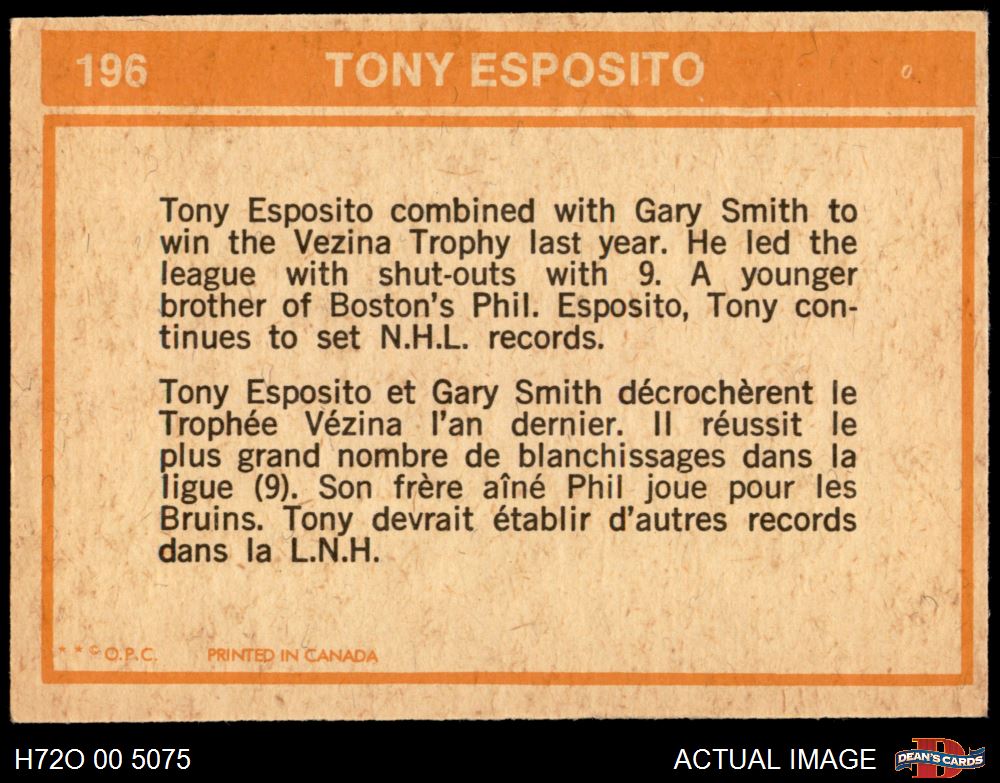 196 TONY ESPOSITO
Tony Esposito combined with Gary Smith to
win the Vezina Trophy last year. He led the
league with shut-outs with 9. A younger
brother of Boston's Phil. Esposito, Tony con-
tinues to set N.H.L. records.
Tony Esposito et Gary Smith décrochèrent le
Trophée Vézina l'an dernier. Il réussit le
plus grand nombre de blanchissages dans la
ligue (9). Son frère aîné Phil joue pour les
Bruins. Tony devrait établir d'autres records
dans la L.N.H.
* * © O.P.C. PRINTED IN CANADA
H72O 00 5075 ACTUAL IMAGE DEAN'S CARDS